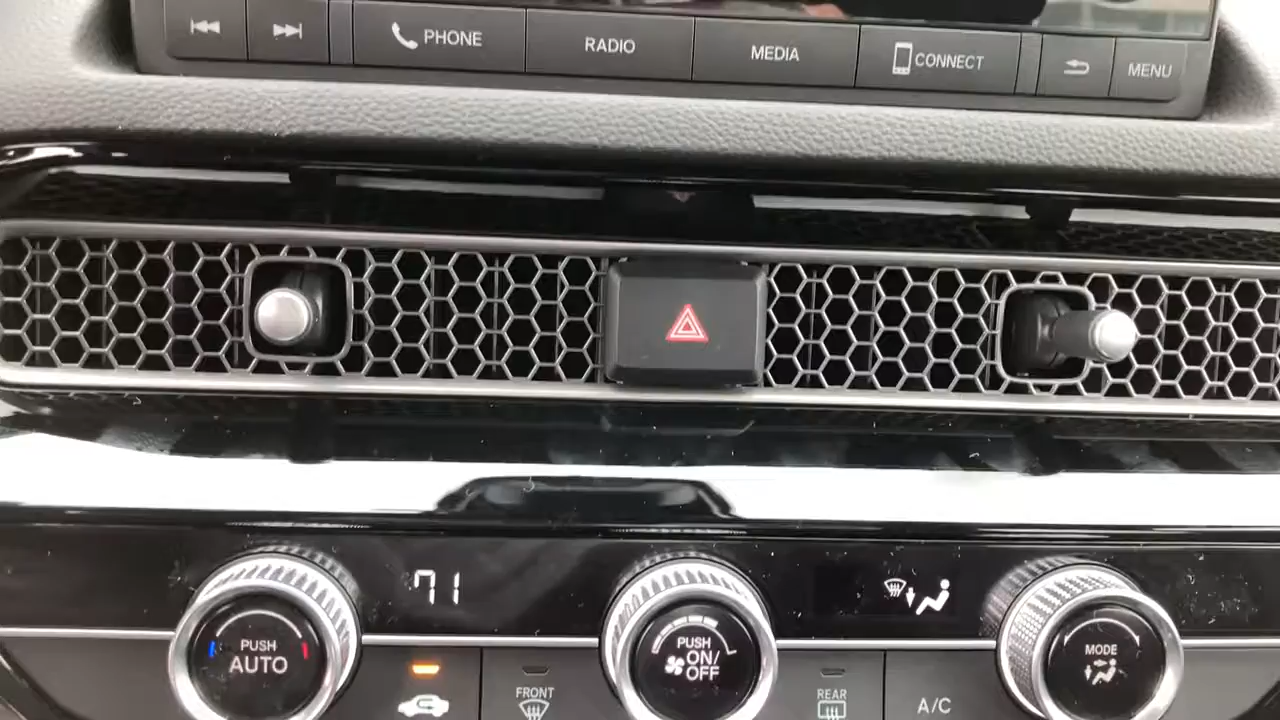 PHONE
RADIO
MEDIA
CONNECT
MENU
71
PUSH
AUTO
PUSH
ON/
OFF
MODE
FRONT
REAR
A/C